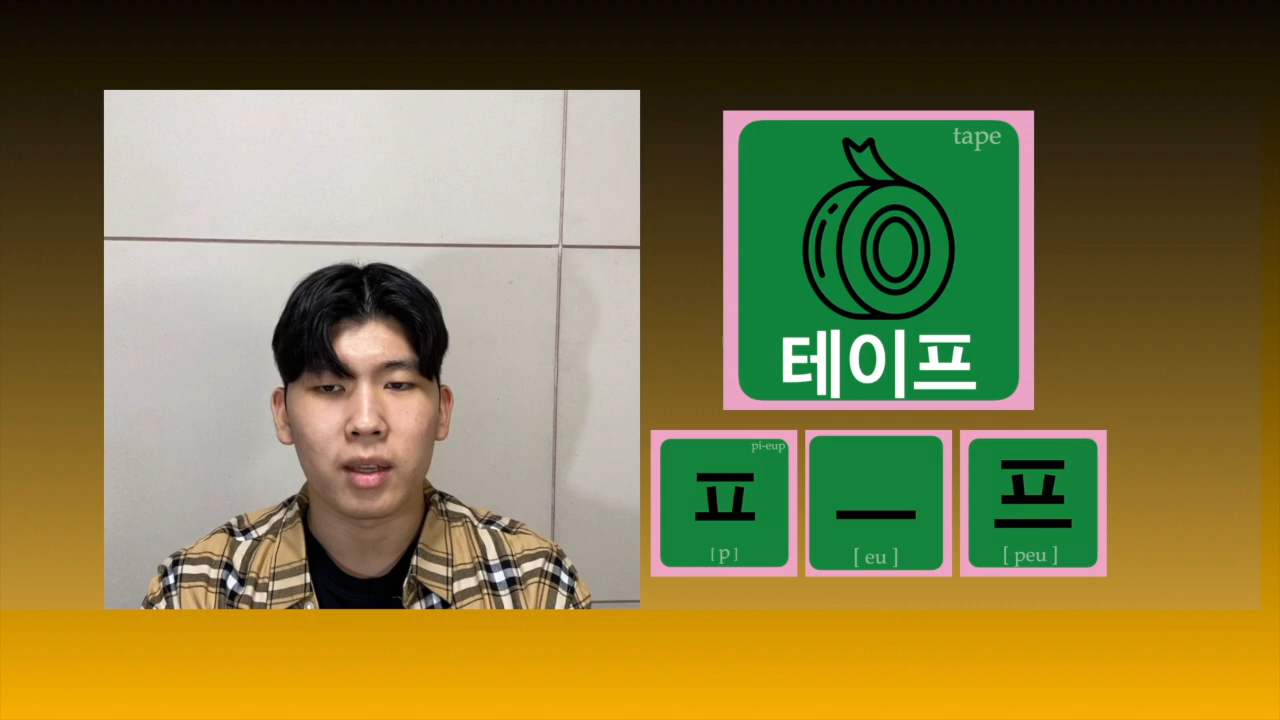 tape
테이프
pi-eup
ㅍ
[ p ]
ㅡ
[ eu ]
프
[ peu ]